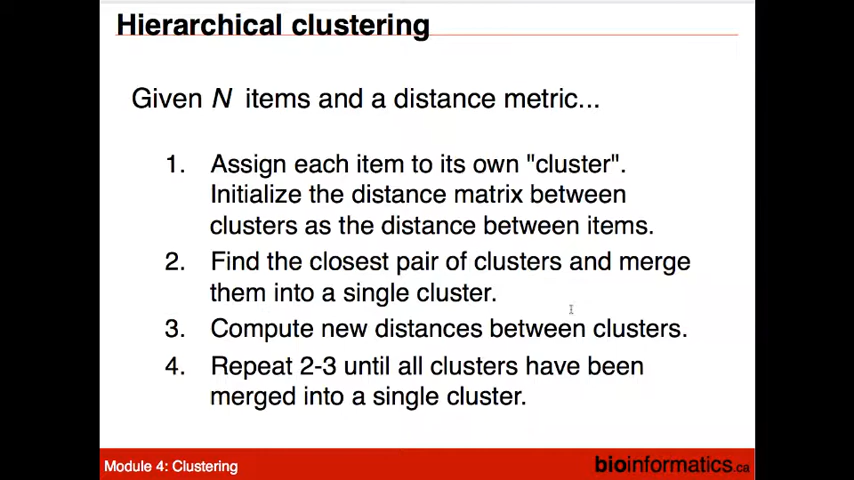 Hierarchical clustering
Given N items and a distance metric...
1. Assign each item to its own "cluster".
Initialize the distance matrix between
clusters as the distance between items.
2. Find the closest pair of clusters and merge
them into a single cluster.
3. Compute new distances between clusters.
4. Repeat 2-3 until all clusters have been
merged into a single cluster.
Module 4: Clustering
bioinformatics.ca